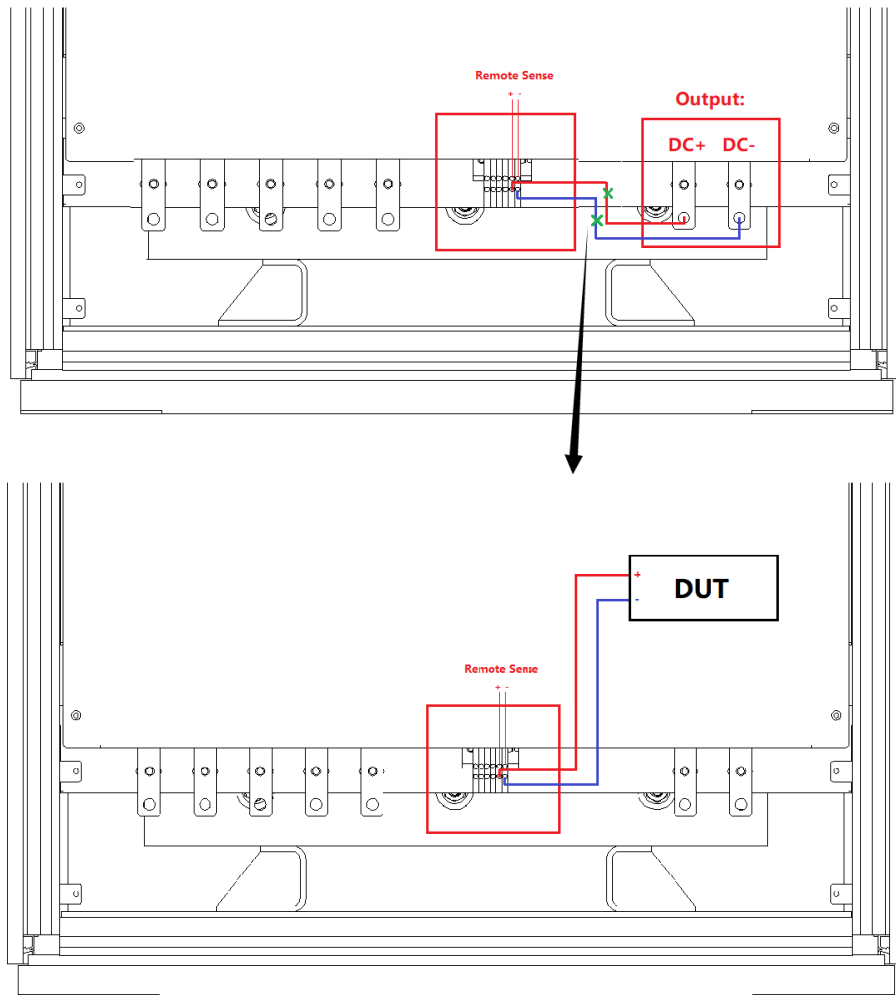 Remote Sense
+ -
Output:
DC+ DC-
DUT
+
-
Remote Sense
+ -